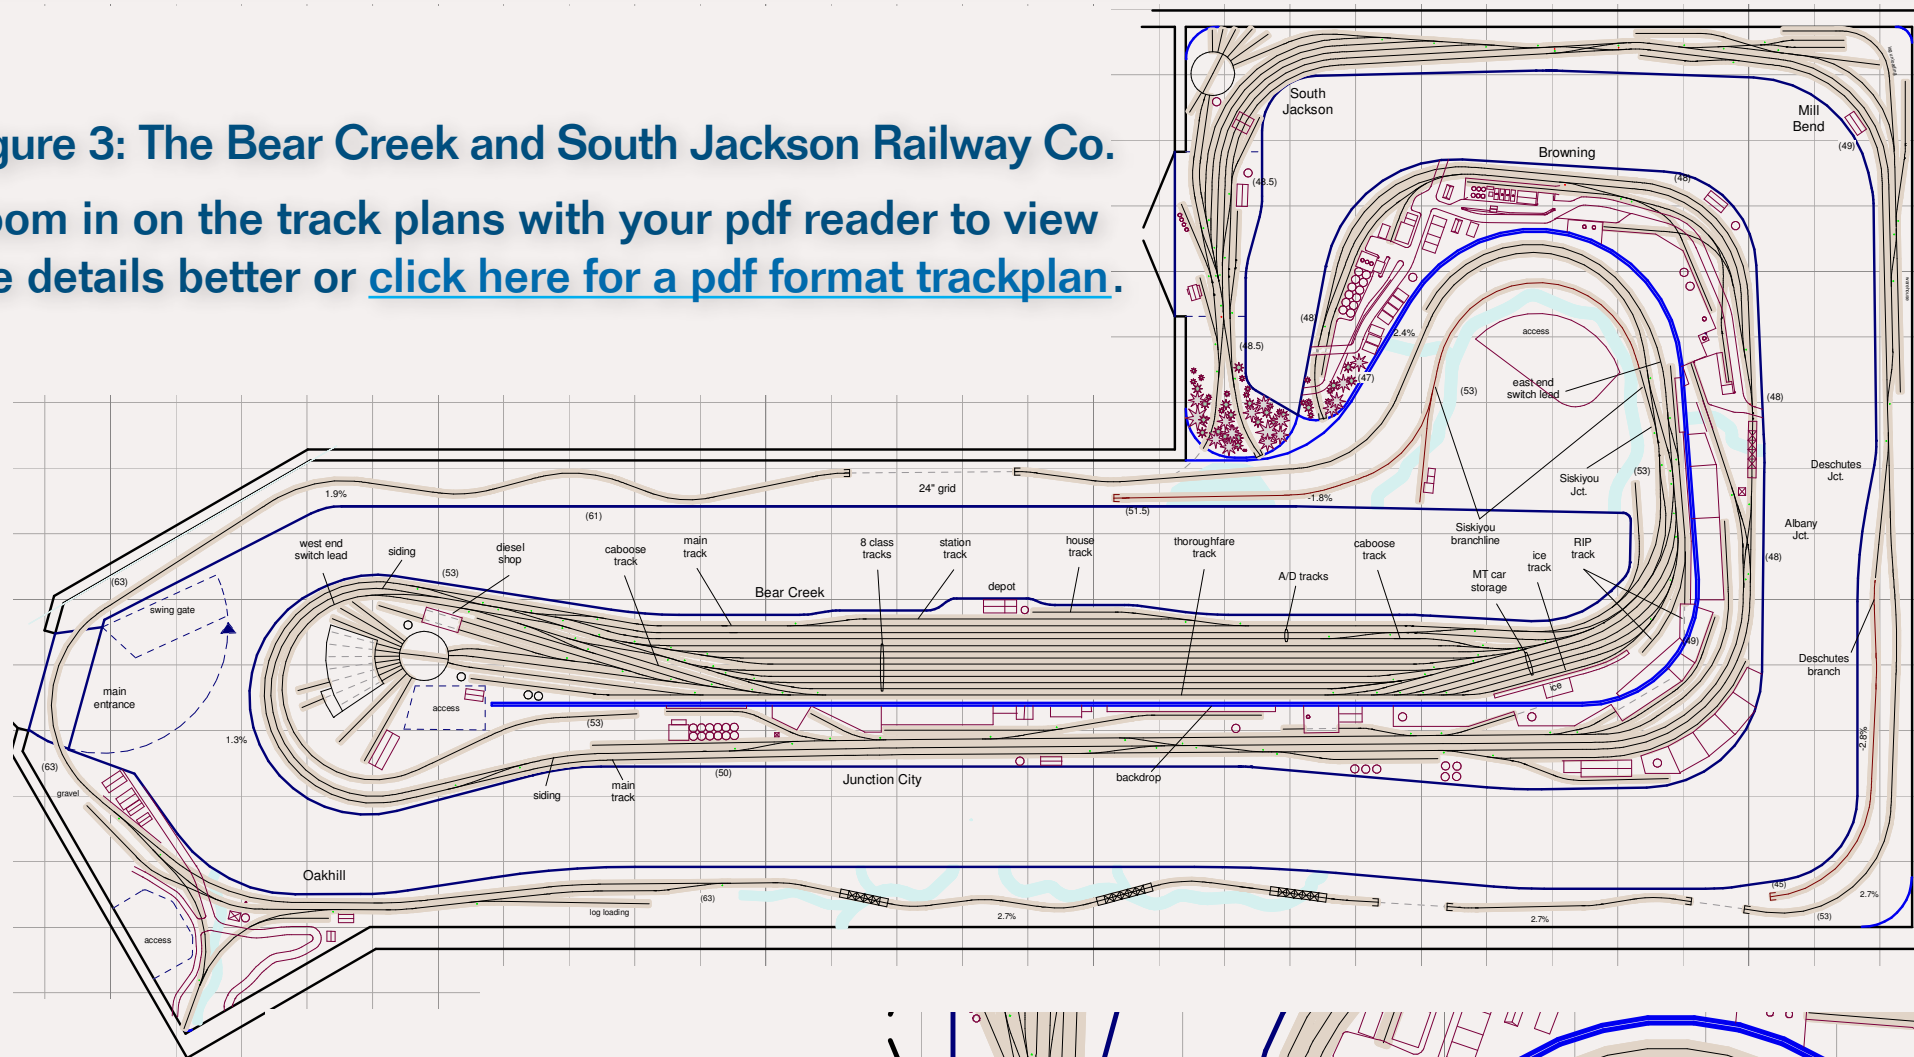 gure 3: The Bear Creek and South Jackson Railway Co.
oom in on the track plans with your pdf reader to view
e details better or click here for a pdf format trackplan.
South
Jackson
Mill
Bend
(49)
Browning
(48)
(48.5)
(48)
(48.5)
2.4%
(47)
access
(53)
east end
switch lead
(48)
Deschutes
Jct.
Siskiyou
Jct.
(53)
24" grid
1.9%
-1.8%
(51.5)
(61)
Siskiyou
branchline
Albany
Jct.
(48)
west end
switch lead
siding
diesel
shop
caboose
track
main
track
8 class
tracks
station
track
house
track
thoroughfare
track
caboose
track
ice
track
RIP
track
A/D tracks
MT car
storage
(63)
(53)
swing gate
Bear Creek
depot
(49)
Deschutes
branch
main
entrance
access
ice
(53)
1.3%
-2.8%
(63)
gravel
(50)
siding
main
track
Junction City
backdrop
Oakhill
(63)
log loading
2.7%
2.7%
(45)
2.7%
(53)
access